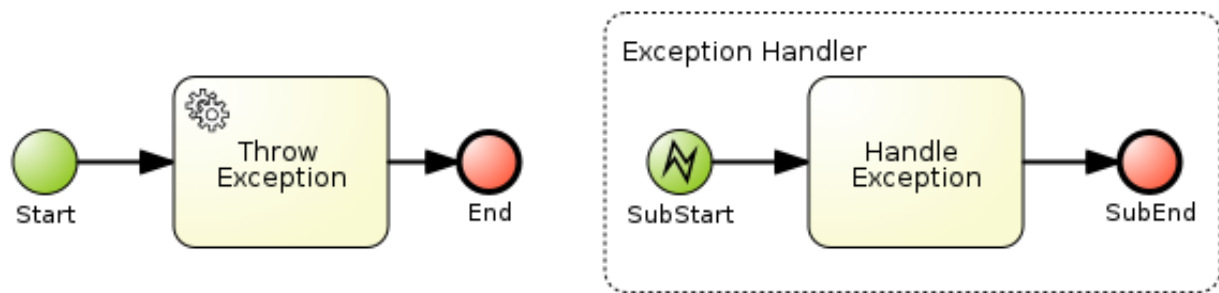 Start
Throw
Exception
End
Exception Handler
SubStart
Handle
Exception
SubEnd